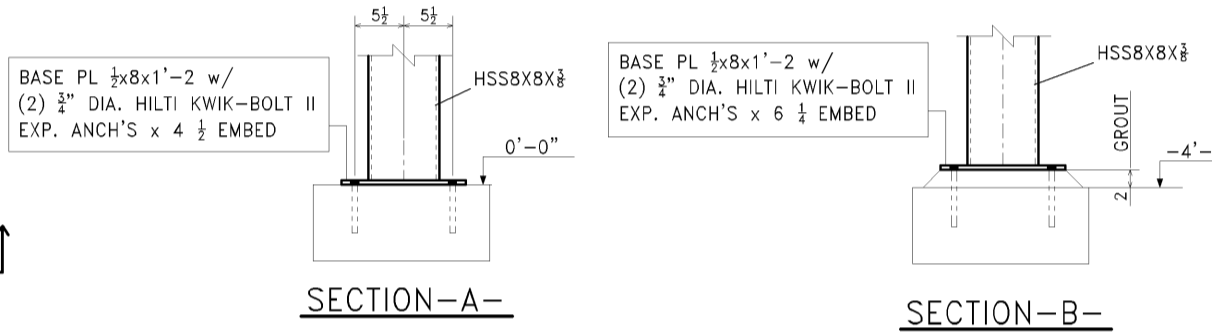 5½ 5½
BASE PL ½x8x1'-2 w/
(2) ¾" DIA. HILTI KWIK-BOLT II
EXP. ANCH'S x 4 ½ EMBED
HSS8X8X⅜
0'-0"
SECTION-A-
BASE PL ½x8x1'-2 w/
(2) ¾" DIA. HILTI KWIK-BOLT II
EXP. ANCH'S x 6 ¼ EMBED
HSS8X8X⅜
GROUT
2
-4'-
SECTION-B-